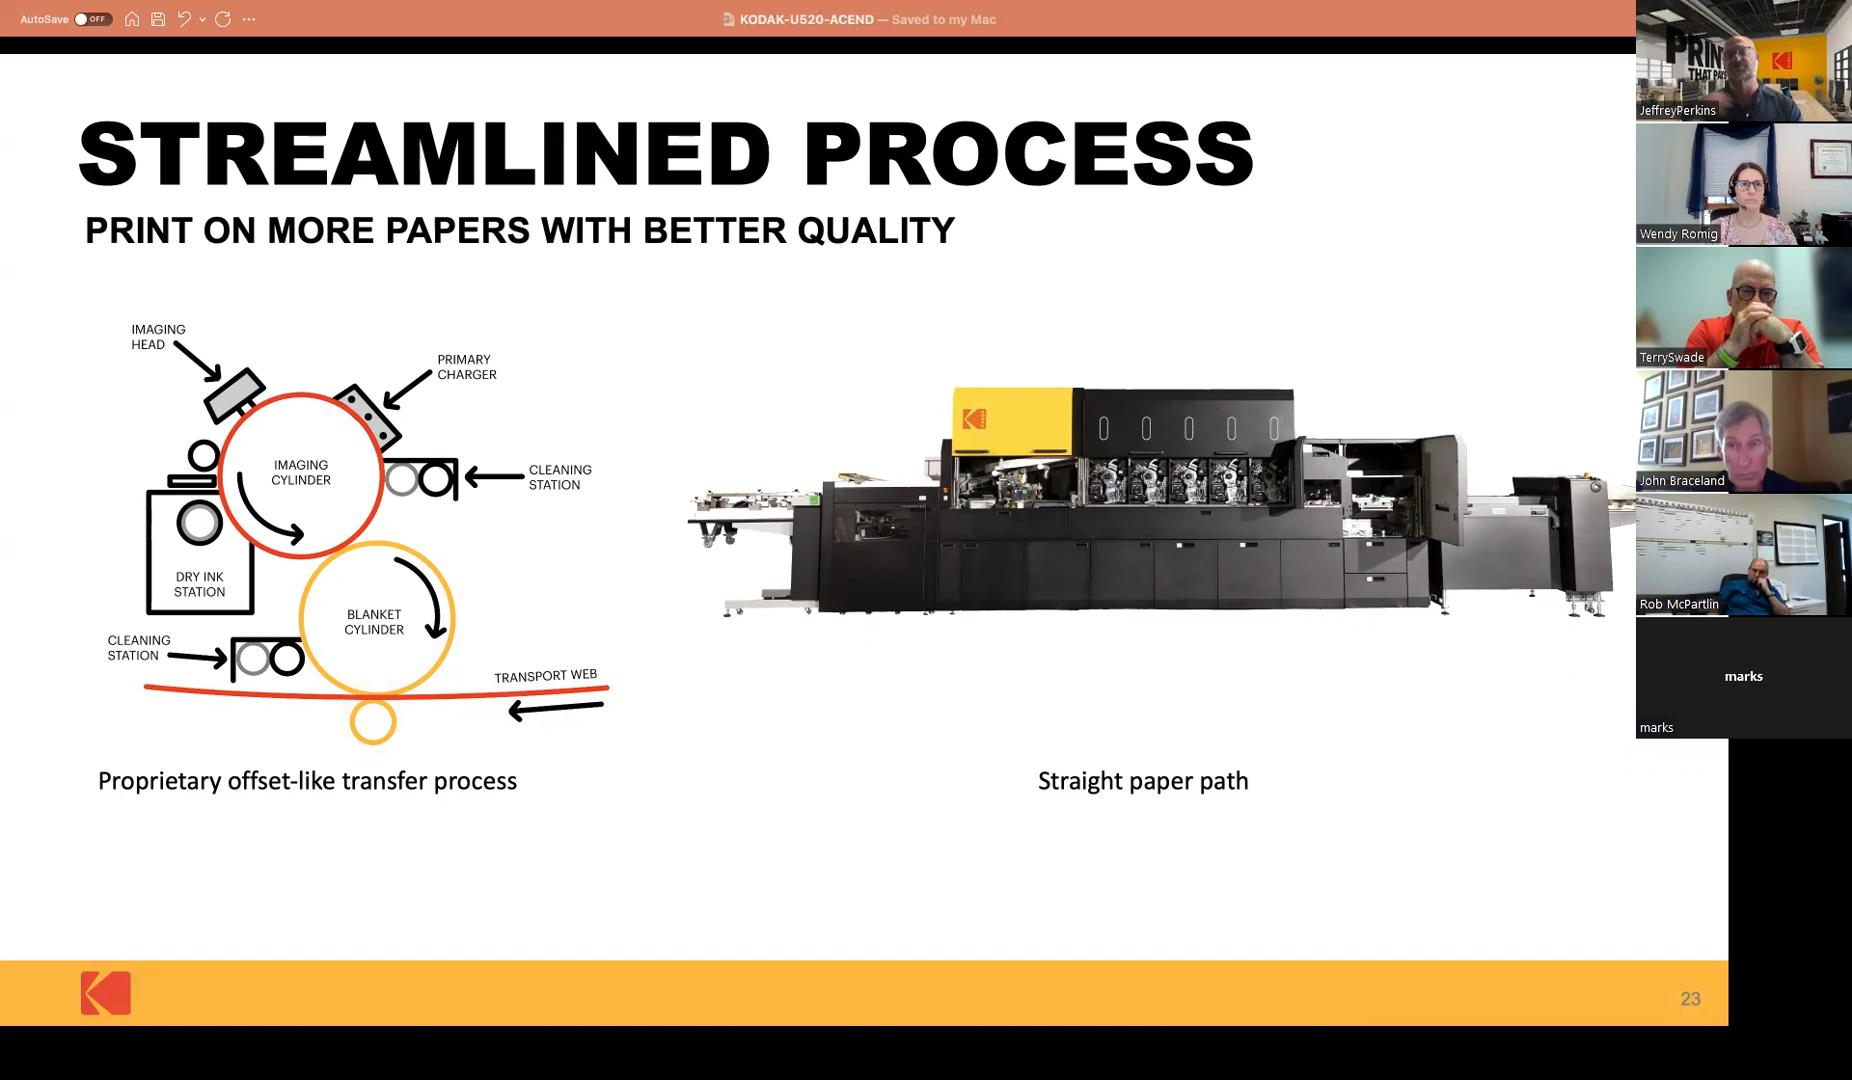 AutoSave OFF
KODAK-U520-ACEND — Saved to my Mac
STREAMLINED PROCESS
PRINT ON MORE PAPERS WITH BETTER QUALITY
IMAGING
HEAD
PRIMARY
CHARGER
IMAGING
CYLINDER
CLEANING
STATION
DRY INK
STATION
BLANKET
CYLINDER
CLEANING
STATION
TRANSPORT WEB
Proprietary offset-like transfer process
Straight paper path
23
THAT PAYS
JeffreyPerkins
Wendy Romig
TerrySwade
John Braceland
Rob McPartlin
marks
marks